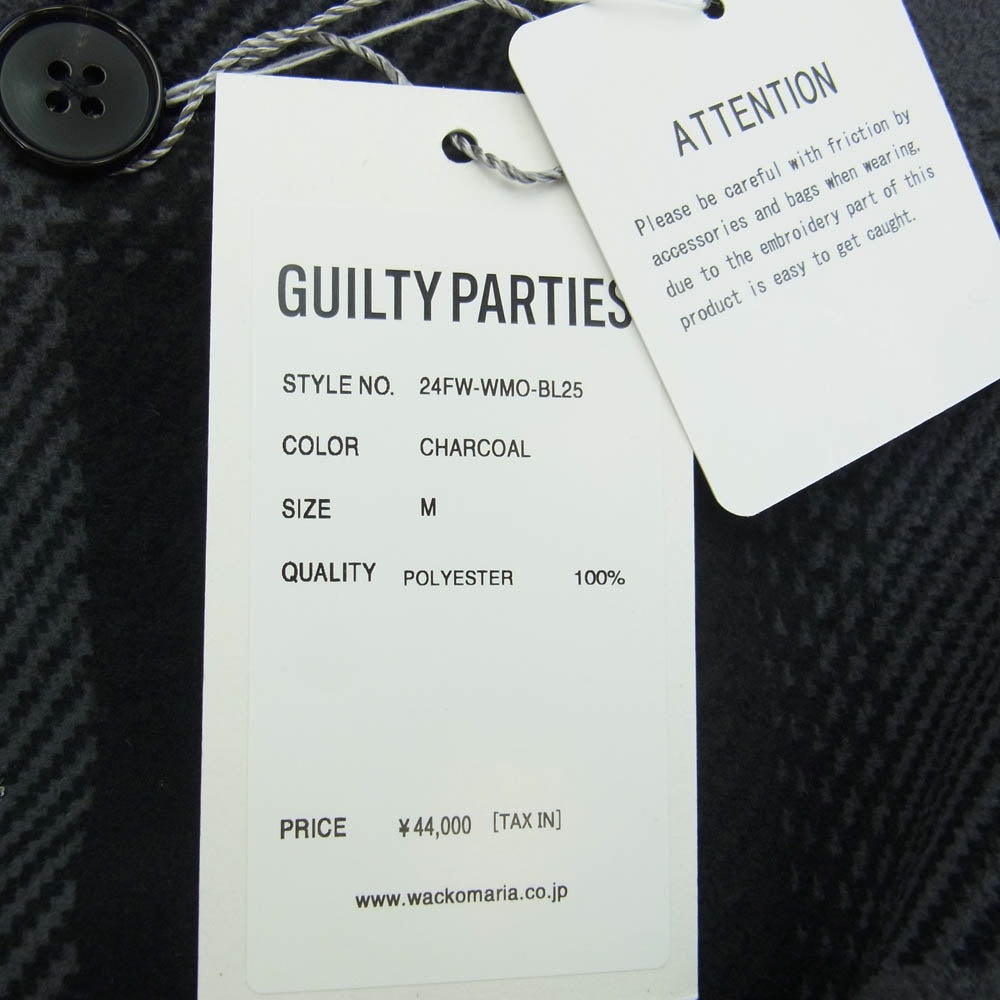 ATTENTION
Please be careful with friction by
accessories and bags when wearing,
due to the embroidery part of this
product is easy to get caught.
GUILTY PARTIES
STYLE NO. 24FW-WMO-BL25
COLOR CHARCOAL
SIZE M
QUALITY POLYESTER 100%
PRICE ¥44,000 [TAX IN]
www.wackomaria.co.jp